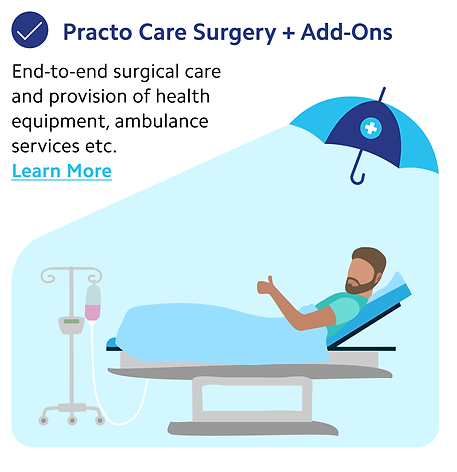 Practo Care Surgery + Add-Ons
End-to-end surgical care
and provision of health
equipment, ambulance
services etc.
Learn More